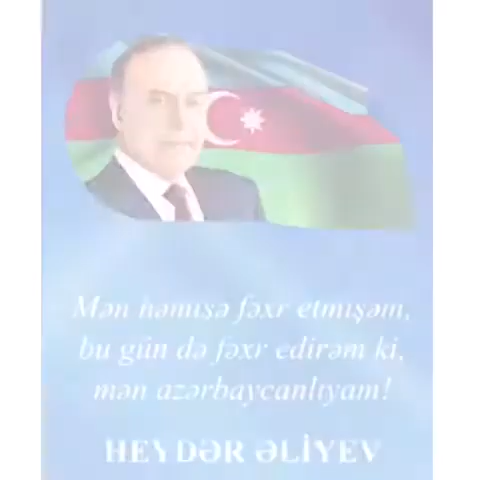 Mən həmişə fəxr etmişəm,
bu gün də fəxr edirəm ki,
mən azərbaycanlıyam!
HEYDƏR ƏLİYEV